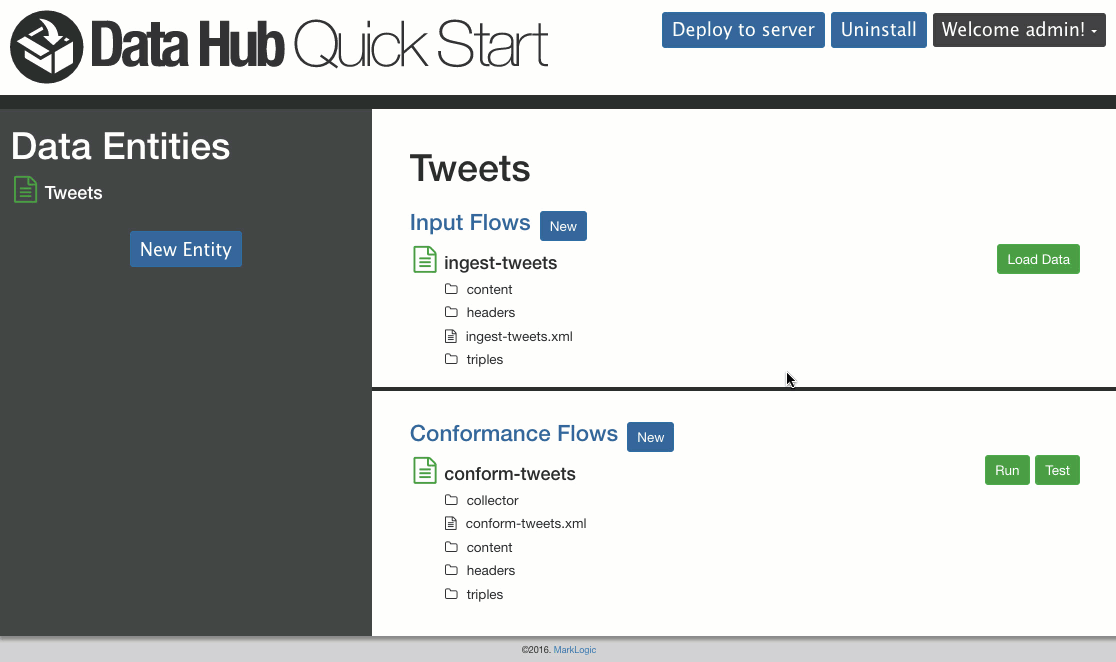 Data Hub Quick Start
Deploy to server
Uninstall
Welcome admin!
Data Entities
Tweets
New Entity
Tweets
Input Flows New
ingest-tweets
Load Data
content
headers
ingest-tweets.xml
triples
Conformance Flows New
conform-tweets
Run Test
collector
conform-tweets.xml
content
headers
triples
©2016. MarkLogic